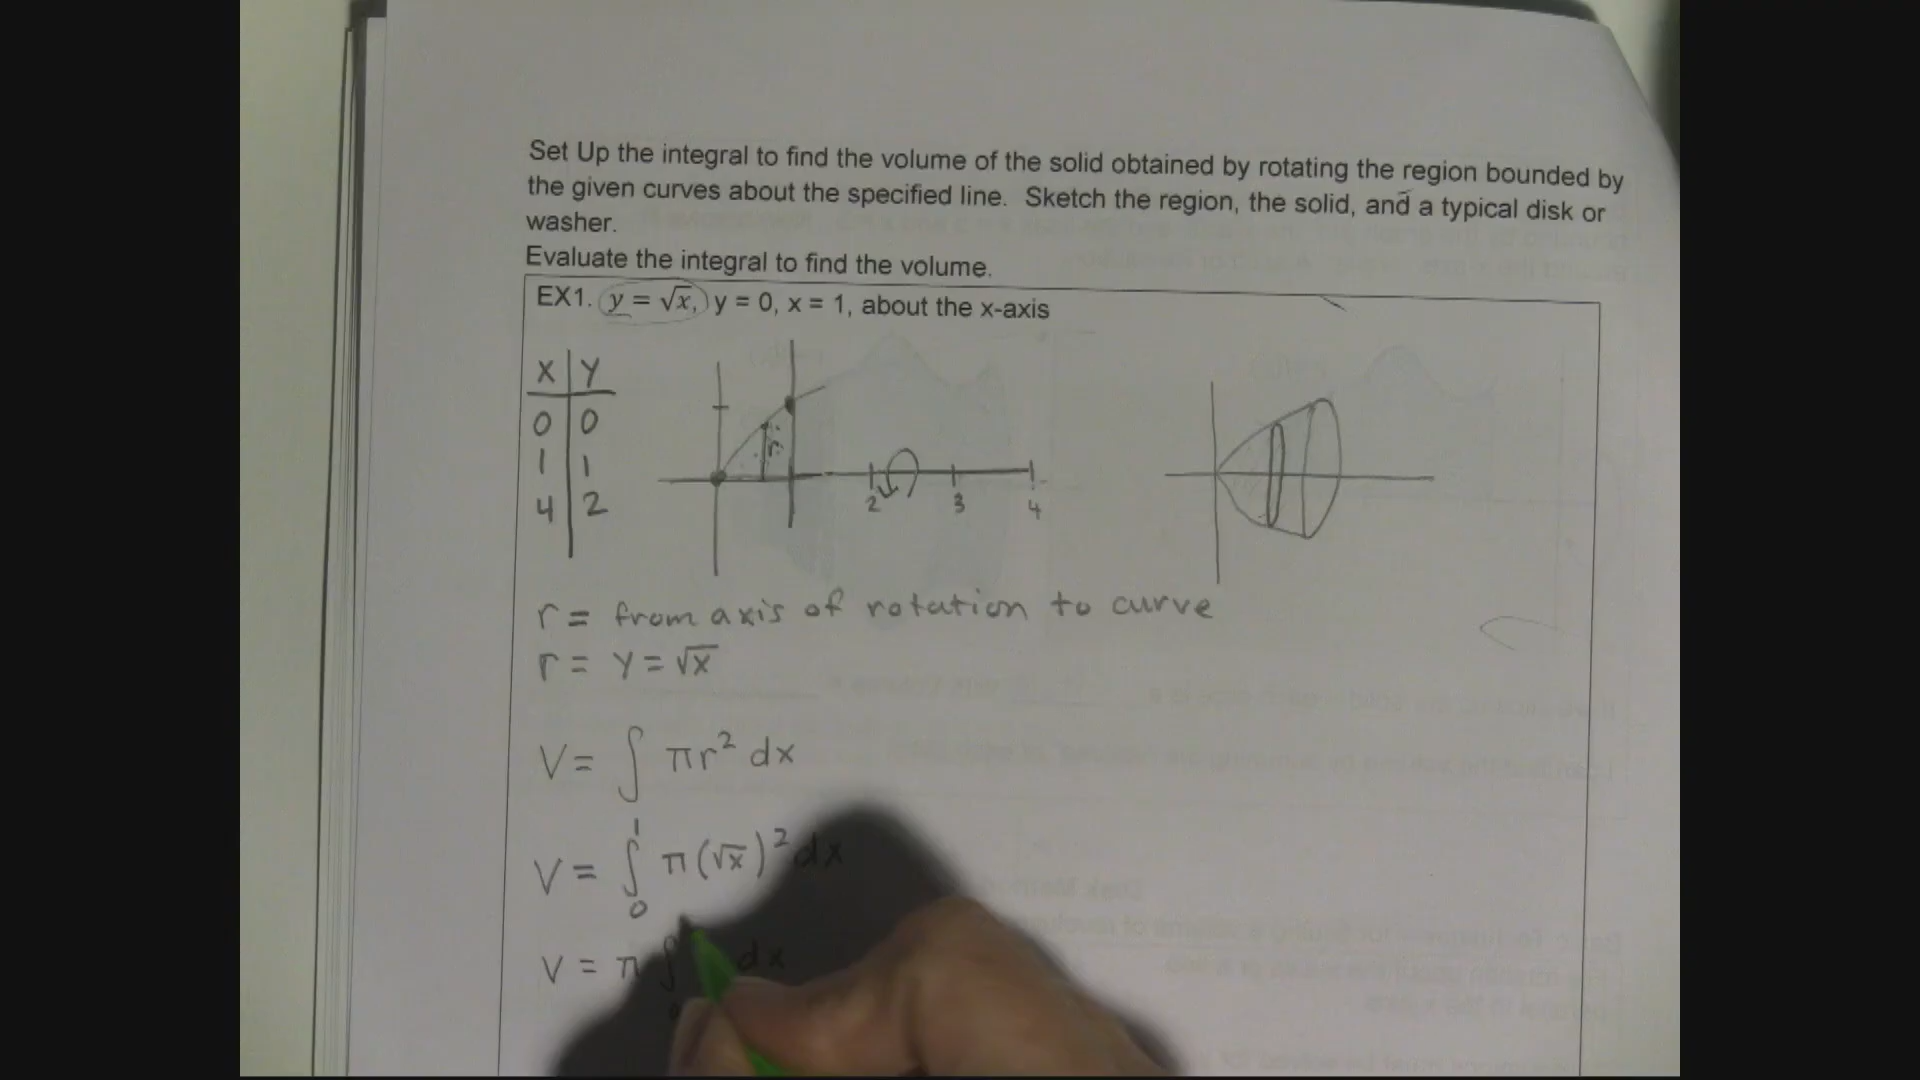 Set Up the integral to find the volume of the solid obtained by rotating the region bounded by
the given curves about the specified line. Sketch the region, the solid, and a typical disk or
washer.
Evaluate the integral to find the volume.
EX1. y = √x, y = 0, x = 1, about the x-axis
X Y
0 0
1 1
4 2
r
2 3 4
r = from axis of rotation to curve
r = y = √x
V = ∫ πr² dx
V = ∫₀¹ π(√x)² dx
V = π ∫ dx